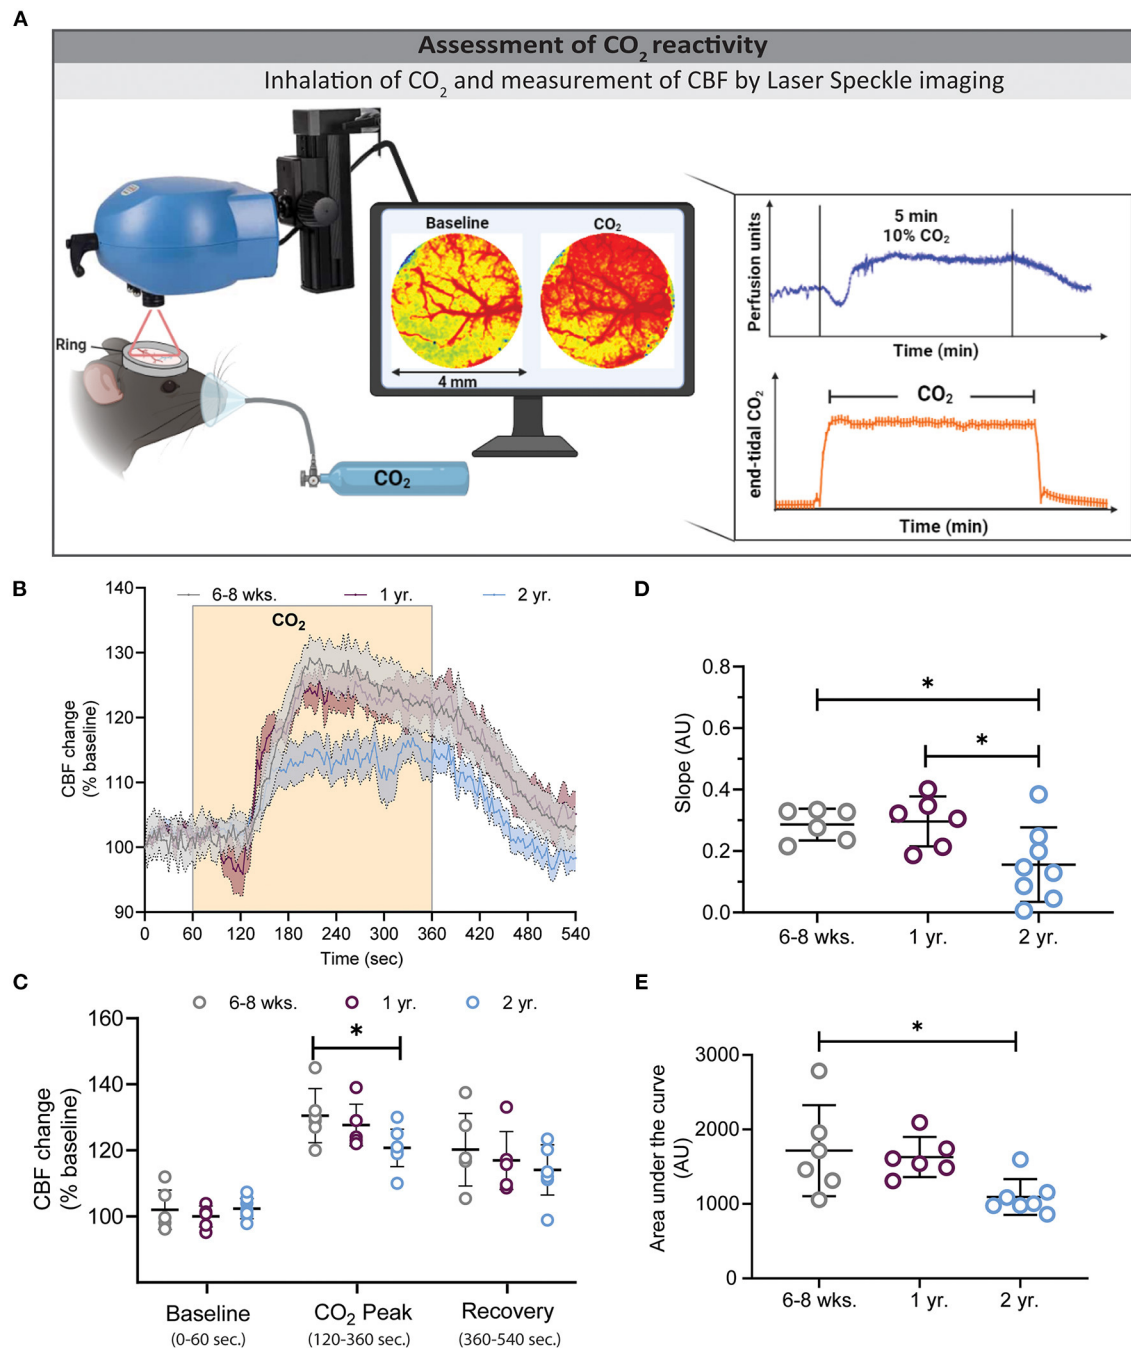 A
Assessment of CO2 reactivity
Inhalation of CO2 and measurement of CBF by Laser Speckle imaging
Baseline
CO2
4 mm
Ring
CO2
5 min
10% CO2
Perfusion units
Time (min)
CO2
end-tidal CO2
Time (min)
B
6-8 wks.
1 yr.
2 yr.
CO2
CBF change
(% baseline)
140
130
120
110
100
90
0 60 120 180 240 300 360 420 480 540
Time (sec)
C
6-8 wks.
1 yr.
2 yr.
CBF change
(% baseline)
160
140
120
100
*
Baseline
(0-60 sec.)
CO2 Peak
(120-360 sec.)
Recovery
(360-540 sec.)
D
Slope (AU)
0.8
0.6
0.4
0.2
0.0
*
*
6-8 wks. 1 yr. 2 yr.
E
Area under the curve
(AU)
3000
2000
1000
0
*
6-8 wks. 1 yr. 2 yr.